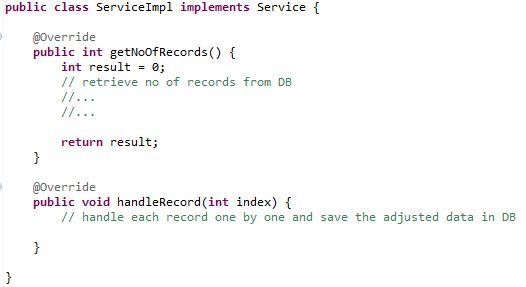 public class ServiceImpl implements Service {
@Override
public int getNoOfRecords() {
int result = 0;
// retrieve no of records from DB
//...
//...
return result;
}
@Override
public void handleRecord(int index) {
// handle each record one by one and save the adjusted data in DB
}
}